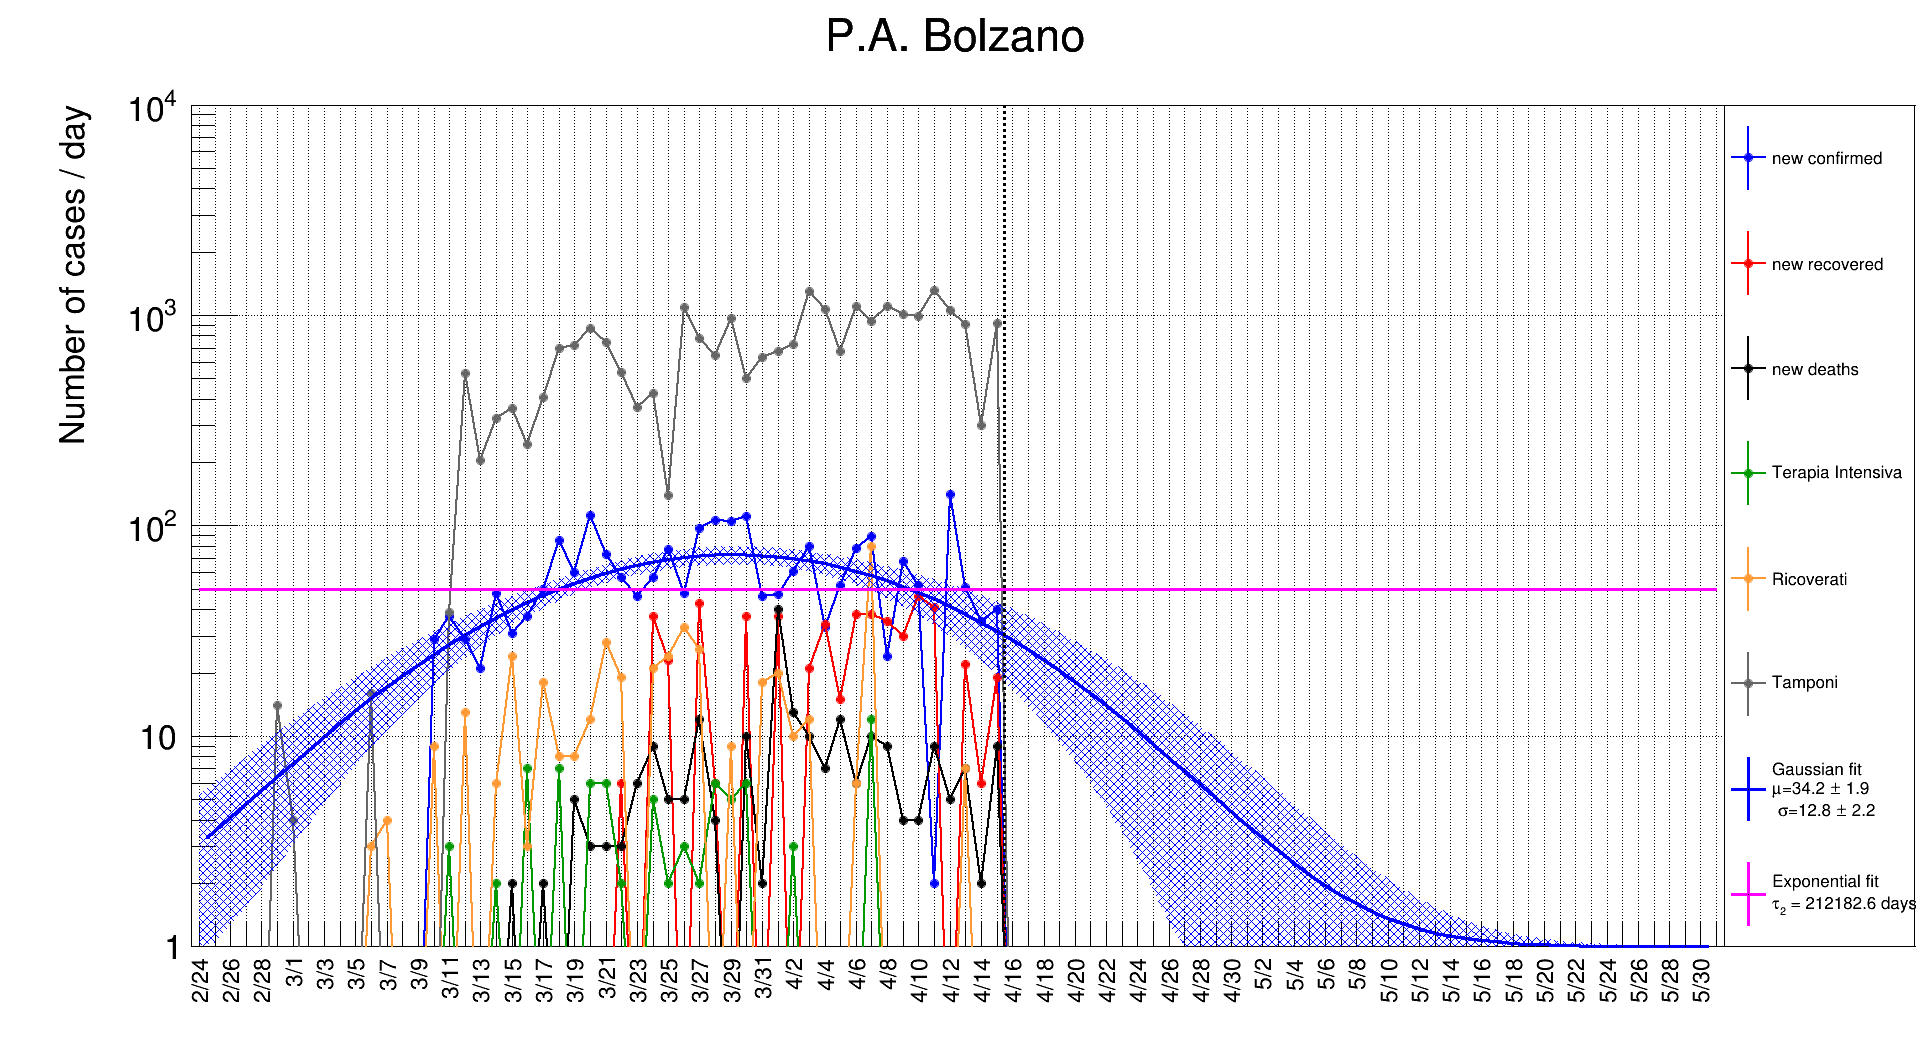 P.A. Bolzano
Number of cases / day
10^4
10^3
10^2
10
1
2/24 2/26 2/28 3/1 3/3 3/5 3/7 3/9 3/11 3/13 3/15 3/17 3/19 3/21 3/23 3/25 3/27 3/29 3/31 4/2 4/4 4/6 4/8 4/10 4/12 4/14 4/16 4/18 4/20 4/22 4/24 4/26 4/28 4/30 5/2 5/4 5/6 5/8 5/10 5/12 5/14 5/16 5/18 5/20 5/22 5/24 5/26 5/28 5/30
new confirmed
new recovered
new deaths
Terapia Intensiva
Ricoverati
Tamponi
Gaussian fit
μ=34.2 ± 1.9
σ=12.8 ± 2.2
Exponential fit
τ₂ = 212182.6 days